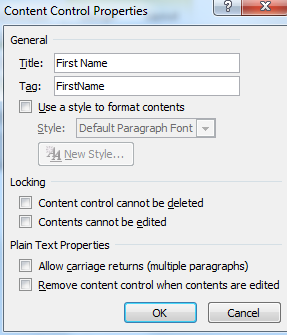 Content Control Properties
General
Title: First Name
Tag: FirstName
Use a style to format contents
Style: Default Paragraph Font
New Style...
Locking
Content control cannot be deleted
Contents cannot be edited
Plain Text Properties
Allow carriage returns (multiple paragraphs)
Remove content control when contents are edited
OK Cancel